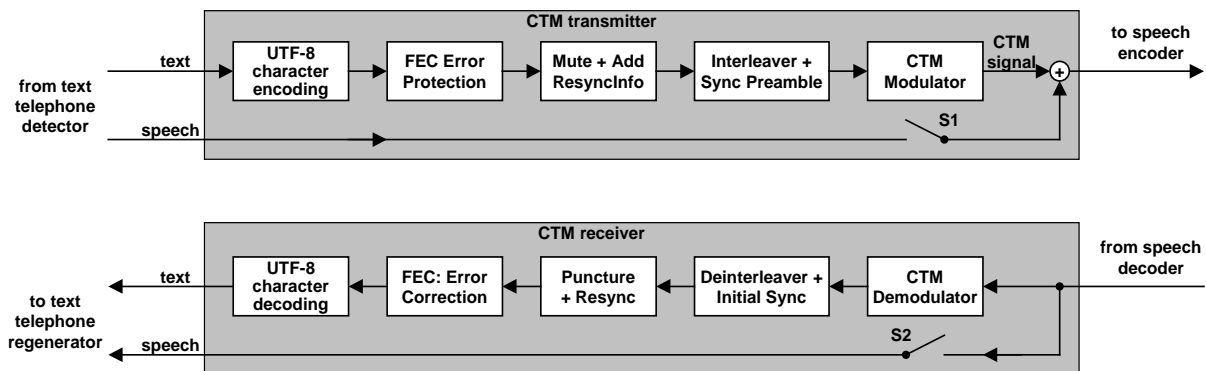 CTM transmitter
text
UTF-8
character
encoding
FEC Error
Protection
Mute + Add
ResyncInfo
Interleaver +
Sync Preamble
CTM
Modulator
CTM
signal
+
to speech
encoder
from text
telephone
detector
speech
S1
CTM receiver
text
UTF-8
character
decoding
FEC: Error
Correction
Puncture
+ Resync
Deinterleaver +
Initial Sync
CTM
Demodulator
from speech
decoder
to text
telephone
regenerator
speech
S2